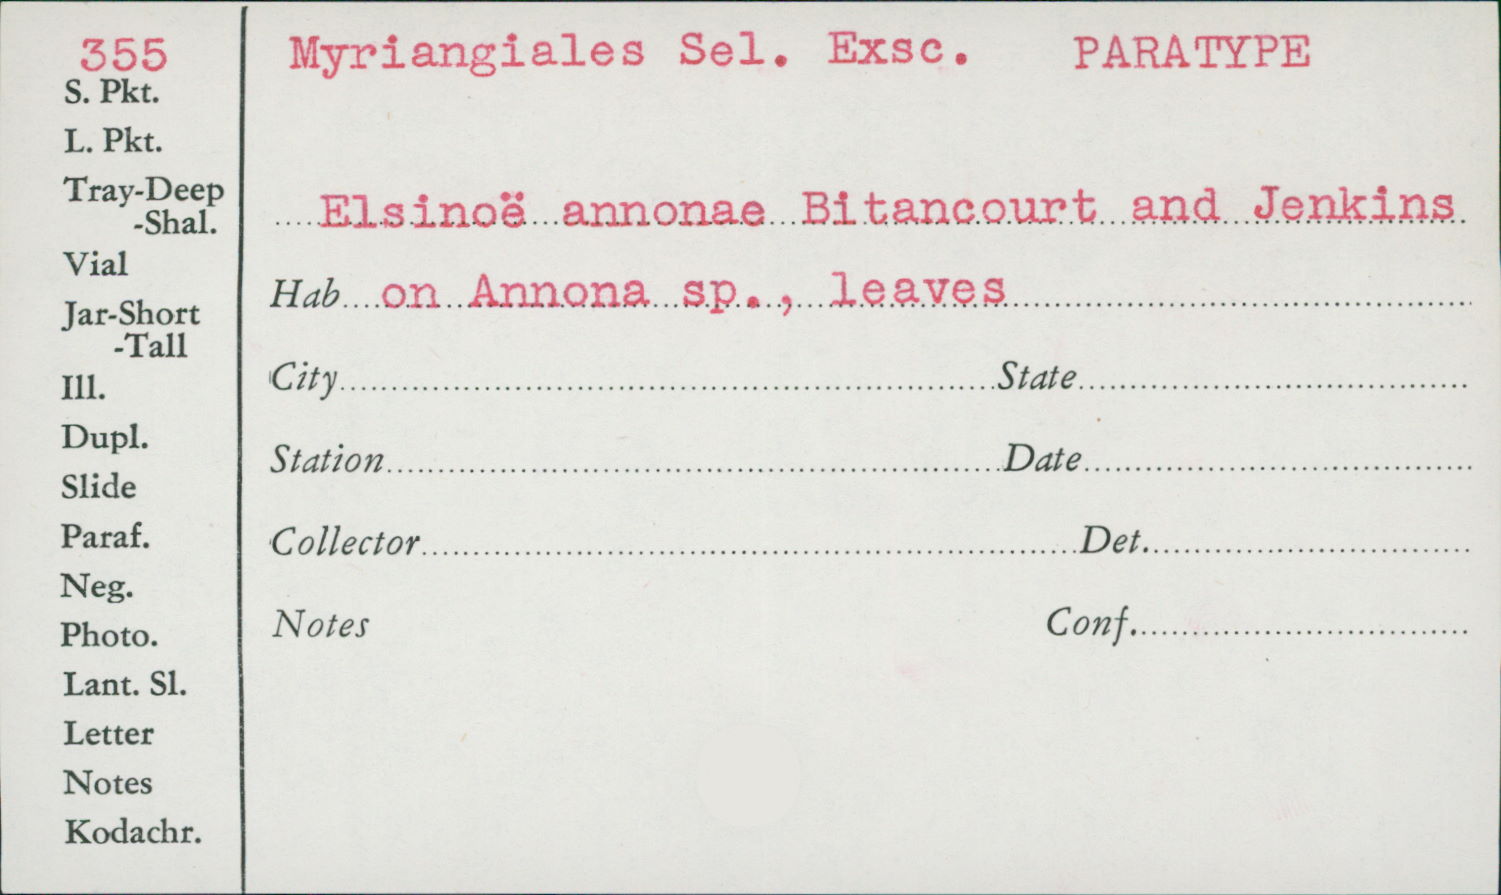 355
S. Pkt.
L. Pkt.
Tray-Deep
-Shal.
Vial
Jar-Short
-Tall
Ill.
Dupl.
Slide
Paraf.
Neg.
Photo.
Lant. Sl.
Letter
Notes
Kodachr.
Myriangiales Sel. Exsc. PARATYPE
Elsinoë annonae Bitancourt and Jenkins
Hab on Annona sp., leaves
City State
Station Date
Collector Det.
Notes Conf.